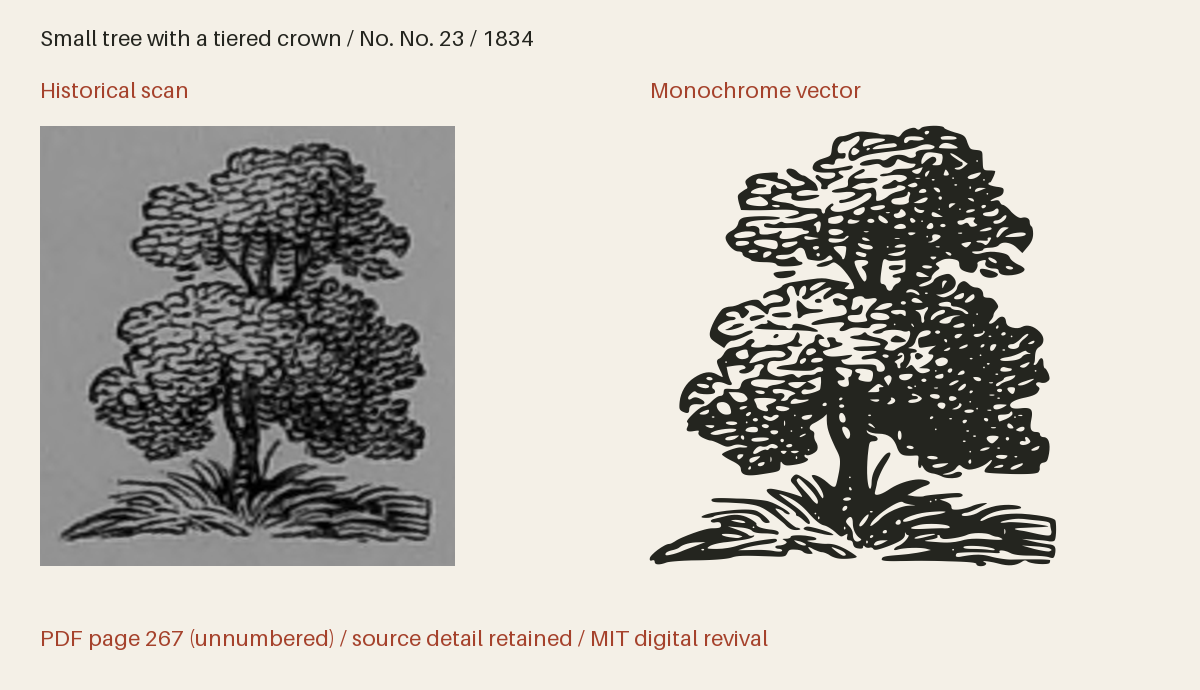 Small tree with a tiered crown / No. No. 23 / 1834
Historical scan
Monochrome vector
PDF page 267 (unnumbered) / source detail retained / MIT digital revival